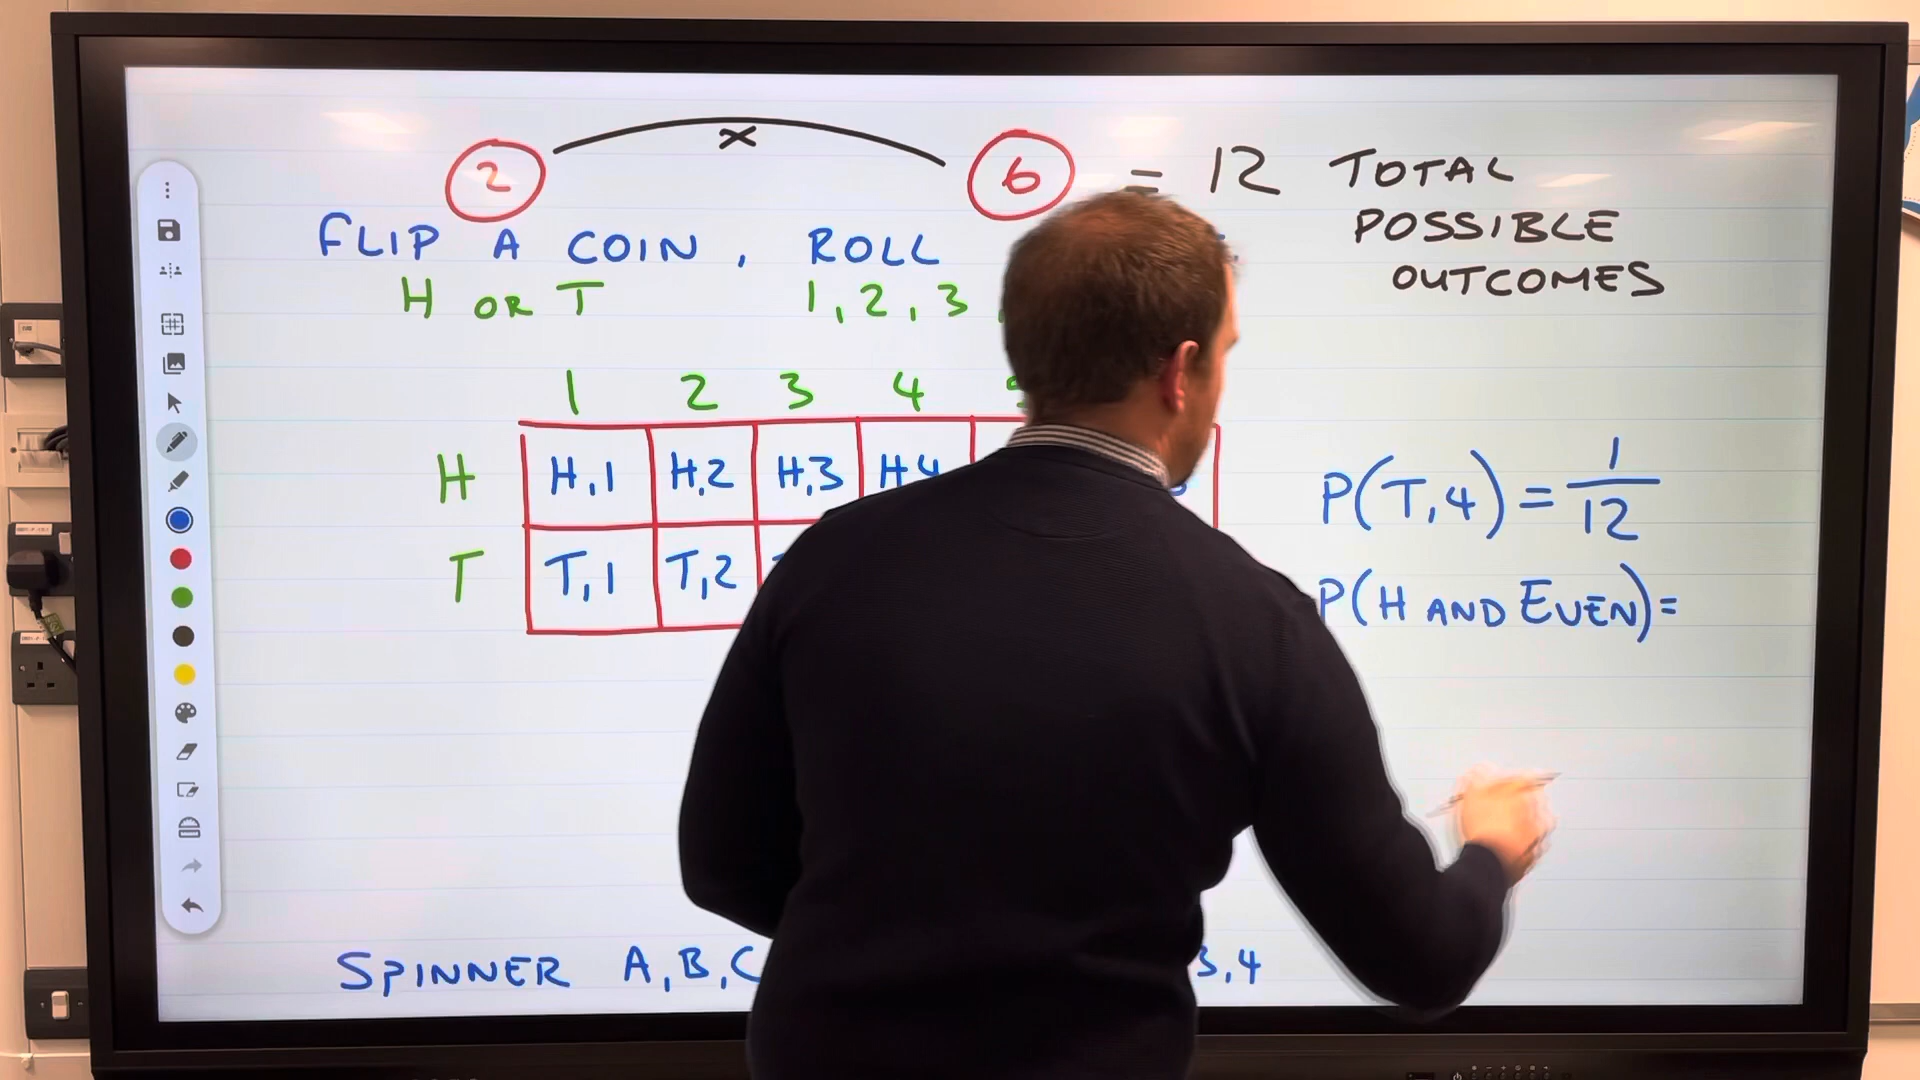 2 × 6 = 12 TOTAL
POSSIBLE
OUTCOMES
FLIP A COIN, ROLL
H OR T 1, 2, 3,
1 2 3 4 5
H H,1 H,2 H,3 H,4
T T,1 T,2
P(T,4) = 1/12
P(H AND EVEN) =
SPINNER A, B, C 3, 4